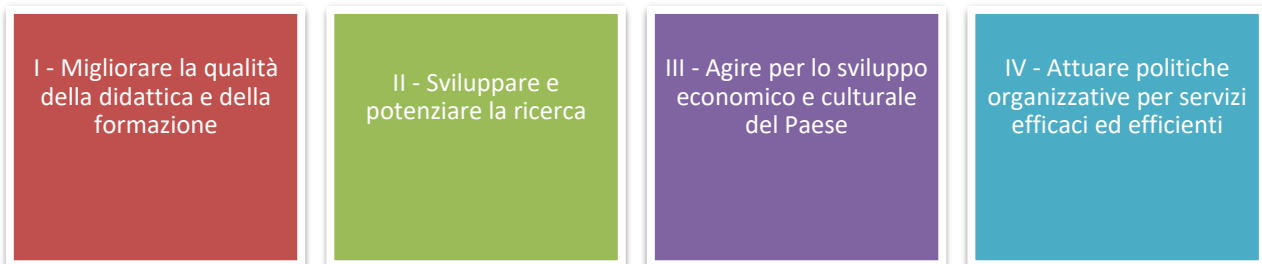 I - Migliorare la qualità
della didattica e della
formazione
II - Sviluppare e
potenziare la ricerca
III - Agire per lo sviluppo
economico e culturale
del Paese
IV - Attuare politiche
organizzative per servizi
efficaci ed efficienti